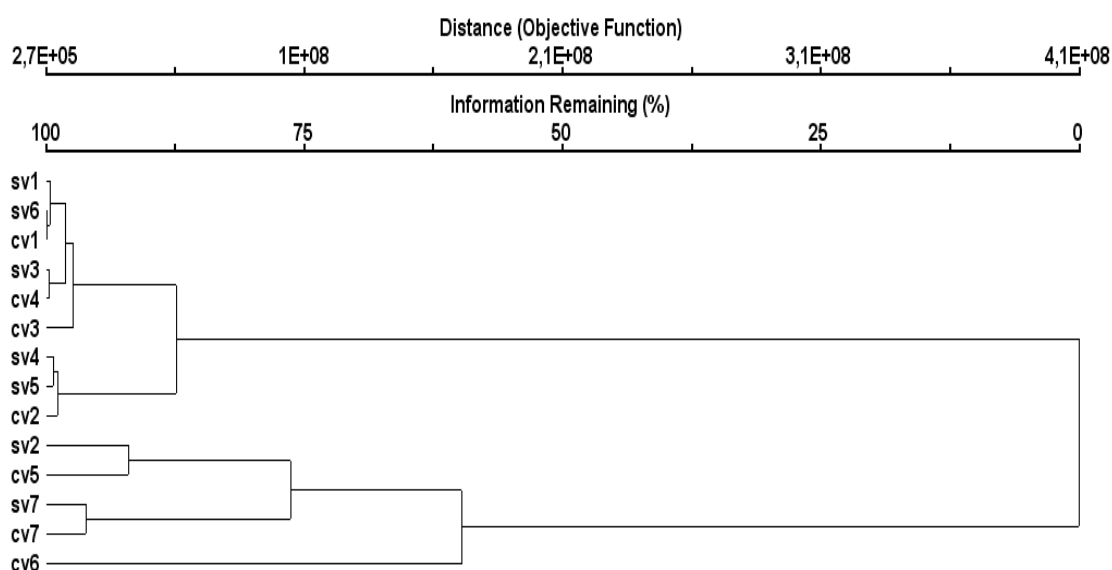 Distance (Objective Function)
2,7E+05 1E+08 2,1E+08 3,1E+08 4,1E+08
Information Remaining (%)
100 75 50 25 0
sv1
sv6
cv1
sv3
cv4
cv3
sv4
sv5
cv2
sv2
cv5
sv7
cv7
cv6